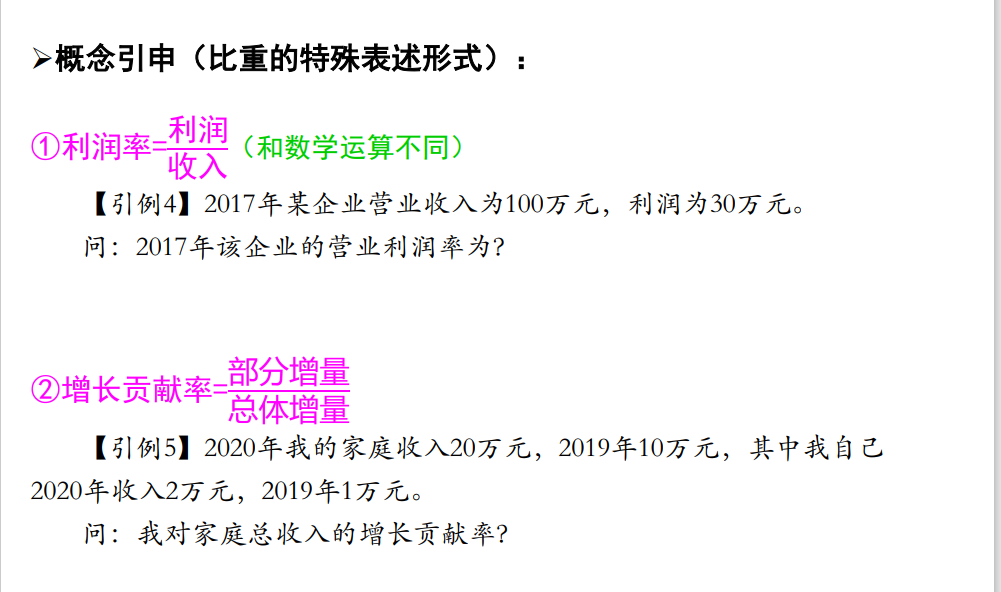 ➢概念引申（比重的特殊表述形式）：
①利润率=利润/收入（和数学运算不同）
【引例4】2017年某企业营业收入为100万元，利润为30万元。
问：2017年该企业的营业利润率为？
②增长贡献率=部分增量/总体增量
【引例5】2020年我的家庭收入20万元，2019年10万元，其中我自己
2020年收入2万元，2019年1万元。
问：我对家庭总收入的增长贡献率？